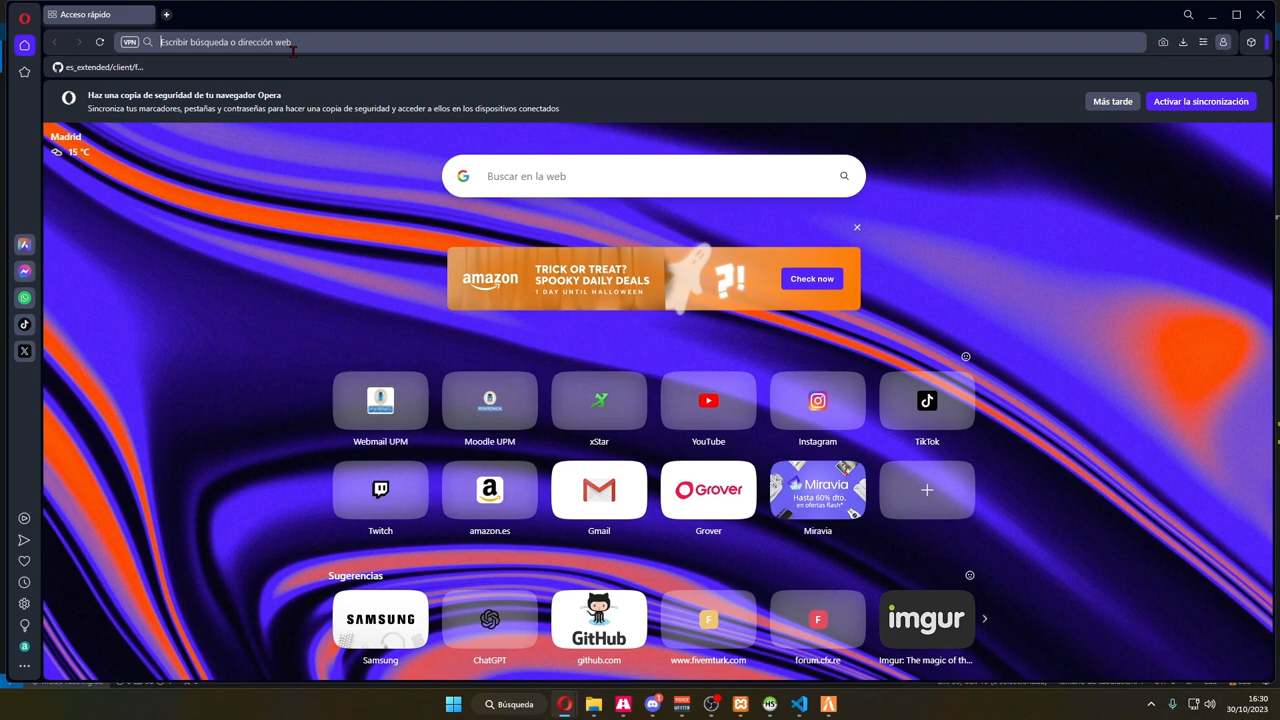 Acceso rápido
VPN
Escribir búsqueda o dirección web
es_extended/client/f...
Haz una copia de seguridad de tu navegador Opera
Sincroniza tus marcadores, pestañas y contraseñas para hacer una copia de seguridad y acceder a ellos en los dispositivos conectados
Más tarde
Activar la sincronización
Madrid
15 °C
Buscar en la web
amazon
TRICK OR TREAT?
SPOOKY DAILY DEALS
1 DAY UNTIL HALLOWEEN
?!
Check now
Webmail UPM
Moodle UPM
xStar
YouTube
Instagram
TikTok
Grover
Miravia
Hasta 60% dto.
en ofertas flash*
Twitch
amazon.es
Gmail
Grover
Miravia
Sugerencias
SAMSUNG
GitHub
F
F
imgur
Samsung
ChatGPT
github.com
www.fivemturk.com
forum.cfx.re
Imgur: The magic of th...
Búsqueda
16:30
30/10/2023